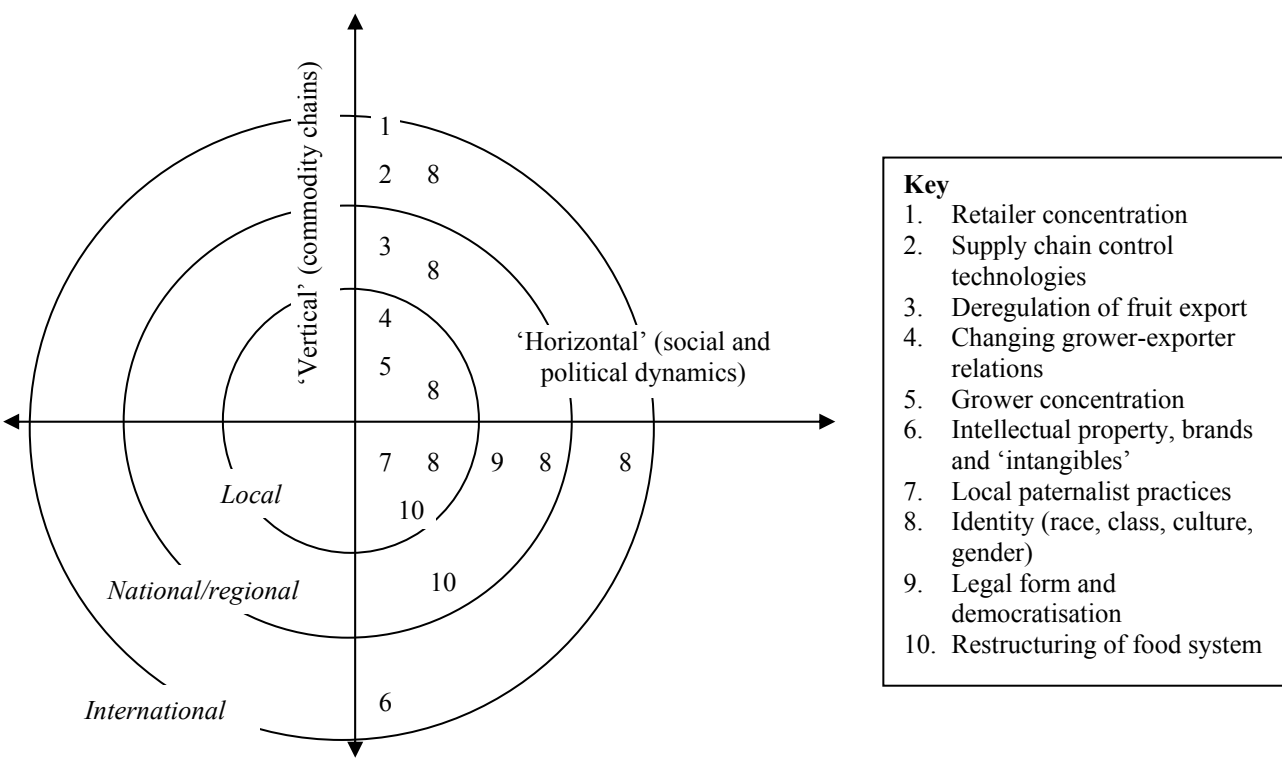 ‘Vertical’ (commodity chains)
1
2 8
3
8
4
‘Horizontal’ (social and
political dynamics)
5
8
7 8 9 8 8
Local
10
National/regional
10
International
6
Key
1. Retailer concentration
2. Supply chain control
technologies
3. Deregulation of fruit export
4. Changing grower-exporter
relations
5. Grower concentration
6. Intellectual property, brands
and ‘intangibles’
7. Local paternalist practices
8. Identity (race, class, culture,
gender)
9. Legal form and
democratisation
10. Restructuring of food system